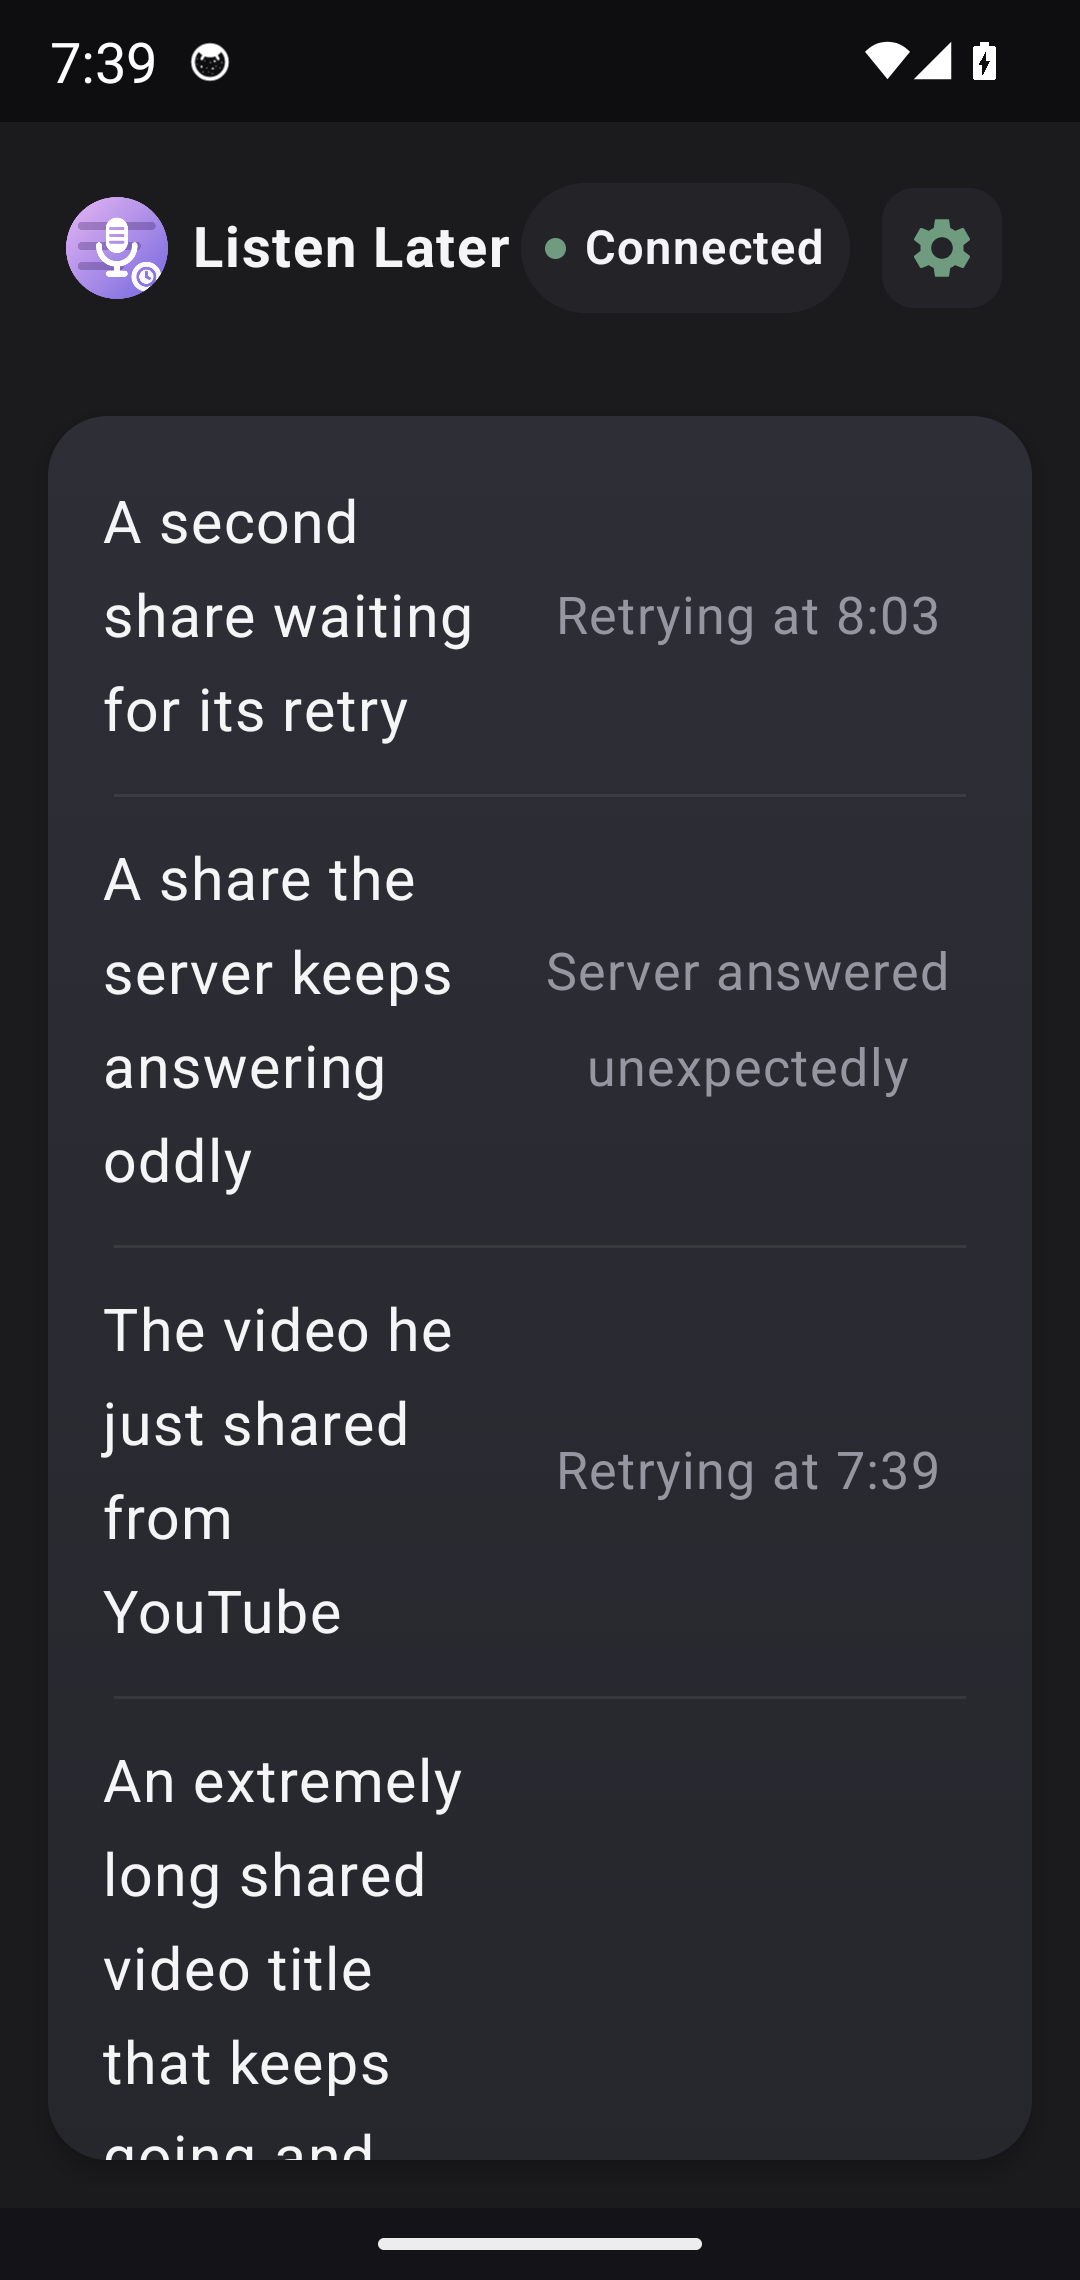 7:39
Listen Later
Connected
A second
share waiting
for its retry
Retrying at 8:03
A share the
server keeps
answering
oddly
Server answered
unexpectedly
The video he
just shared
from
YouTube
Retrying at 7:39
An extremely
long shared
video title
that keeps
going and